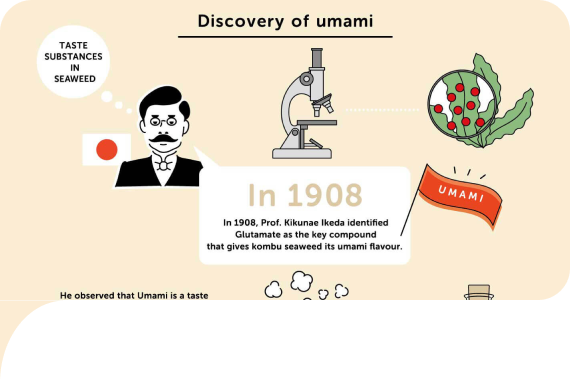 Discovery of umami
TASTE
SUBSTANCES
IN
SEAWEED
In 1908
In 1908, Prof. Kikunae Ikeda identified
Glutamate as the key compound
that gives kombu seaweed its umami flavour.
UMAMI
He observed that Umami is a taste